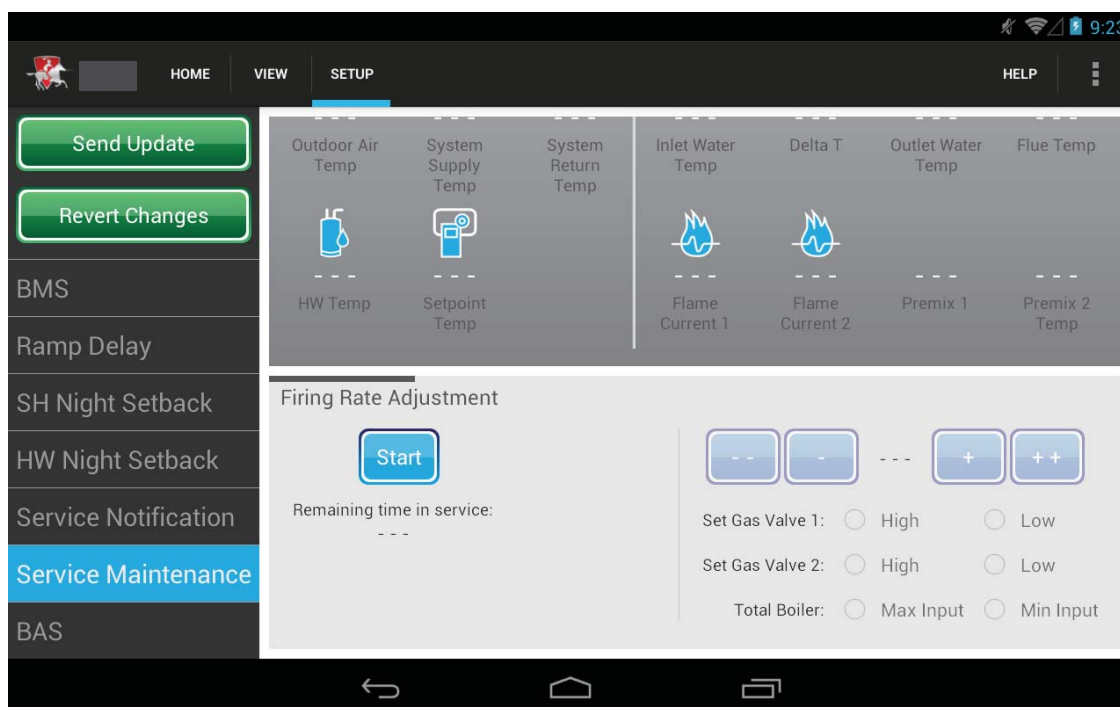 9:23
HOME VIEW SETUP HELP
Send Update
Revert Changes
BMS
Ramp Delay
SH Night Setback
HW Night Setback
Service Notification
Service Maintenance
BAS
- - - - - - - - - - - - - - - - - - - - -
Outdoor Air System System Inlet Water Delta T Outlet Water Flue Temp
Temp Supply Return Temp Temp
Temp Temp
- - - - - - - - - - - - - - - - - -
HW Temp Setpoint Flame Flame Premix 1 Premix 2
Temp Current 1 Current 2 Temp
Firing Rate Adjustment
Start
Remaining time in service:
- - -
- - - - - - + + +
Set Gas Valve 1: High Low
Set Gas Valve 2: High Low
Total Boiler: Max Input Min Input